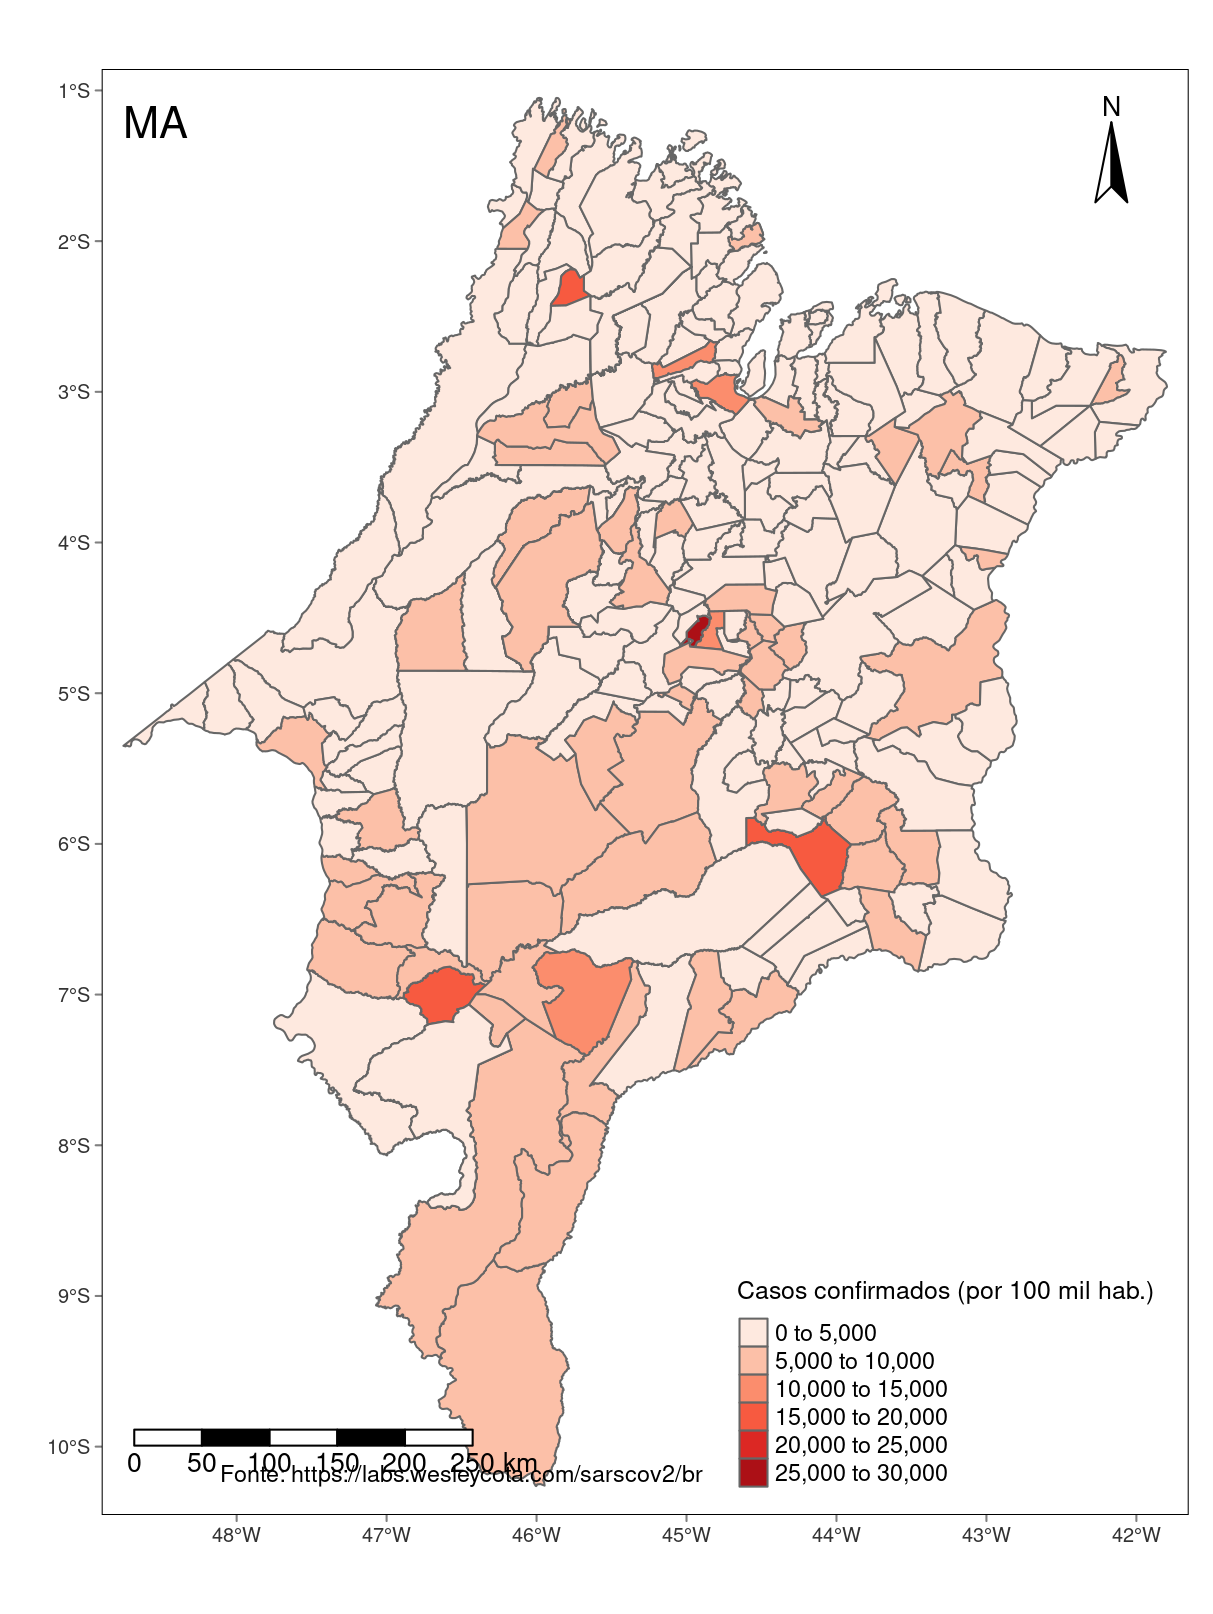 MA
N
1°S
2°S
3°S
4°S
5°S
6°S
7°S
8°S
9°S
10°S
Casos confirmados (por 100 mil hab.)
0 to 5,000
5,000 to 10,000
10,000 to 15,000
15,000 to 20,000
20,000 to 25,000
25,000 to 30,000
0 50 100 150 200 250 km
Fonte: https://labs.wesleycota.com/sarscov2/br
48°W 47°W 46°W 45°W 44°W 43°W 42°W